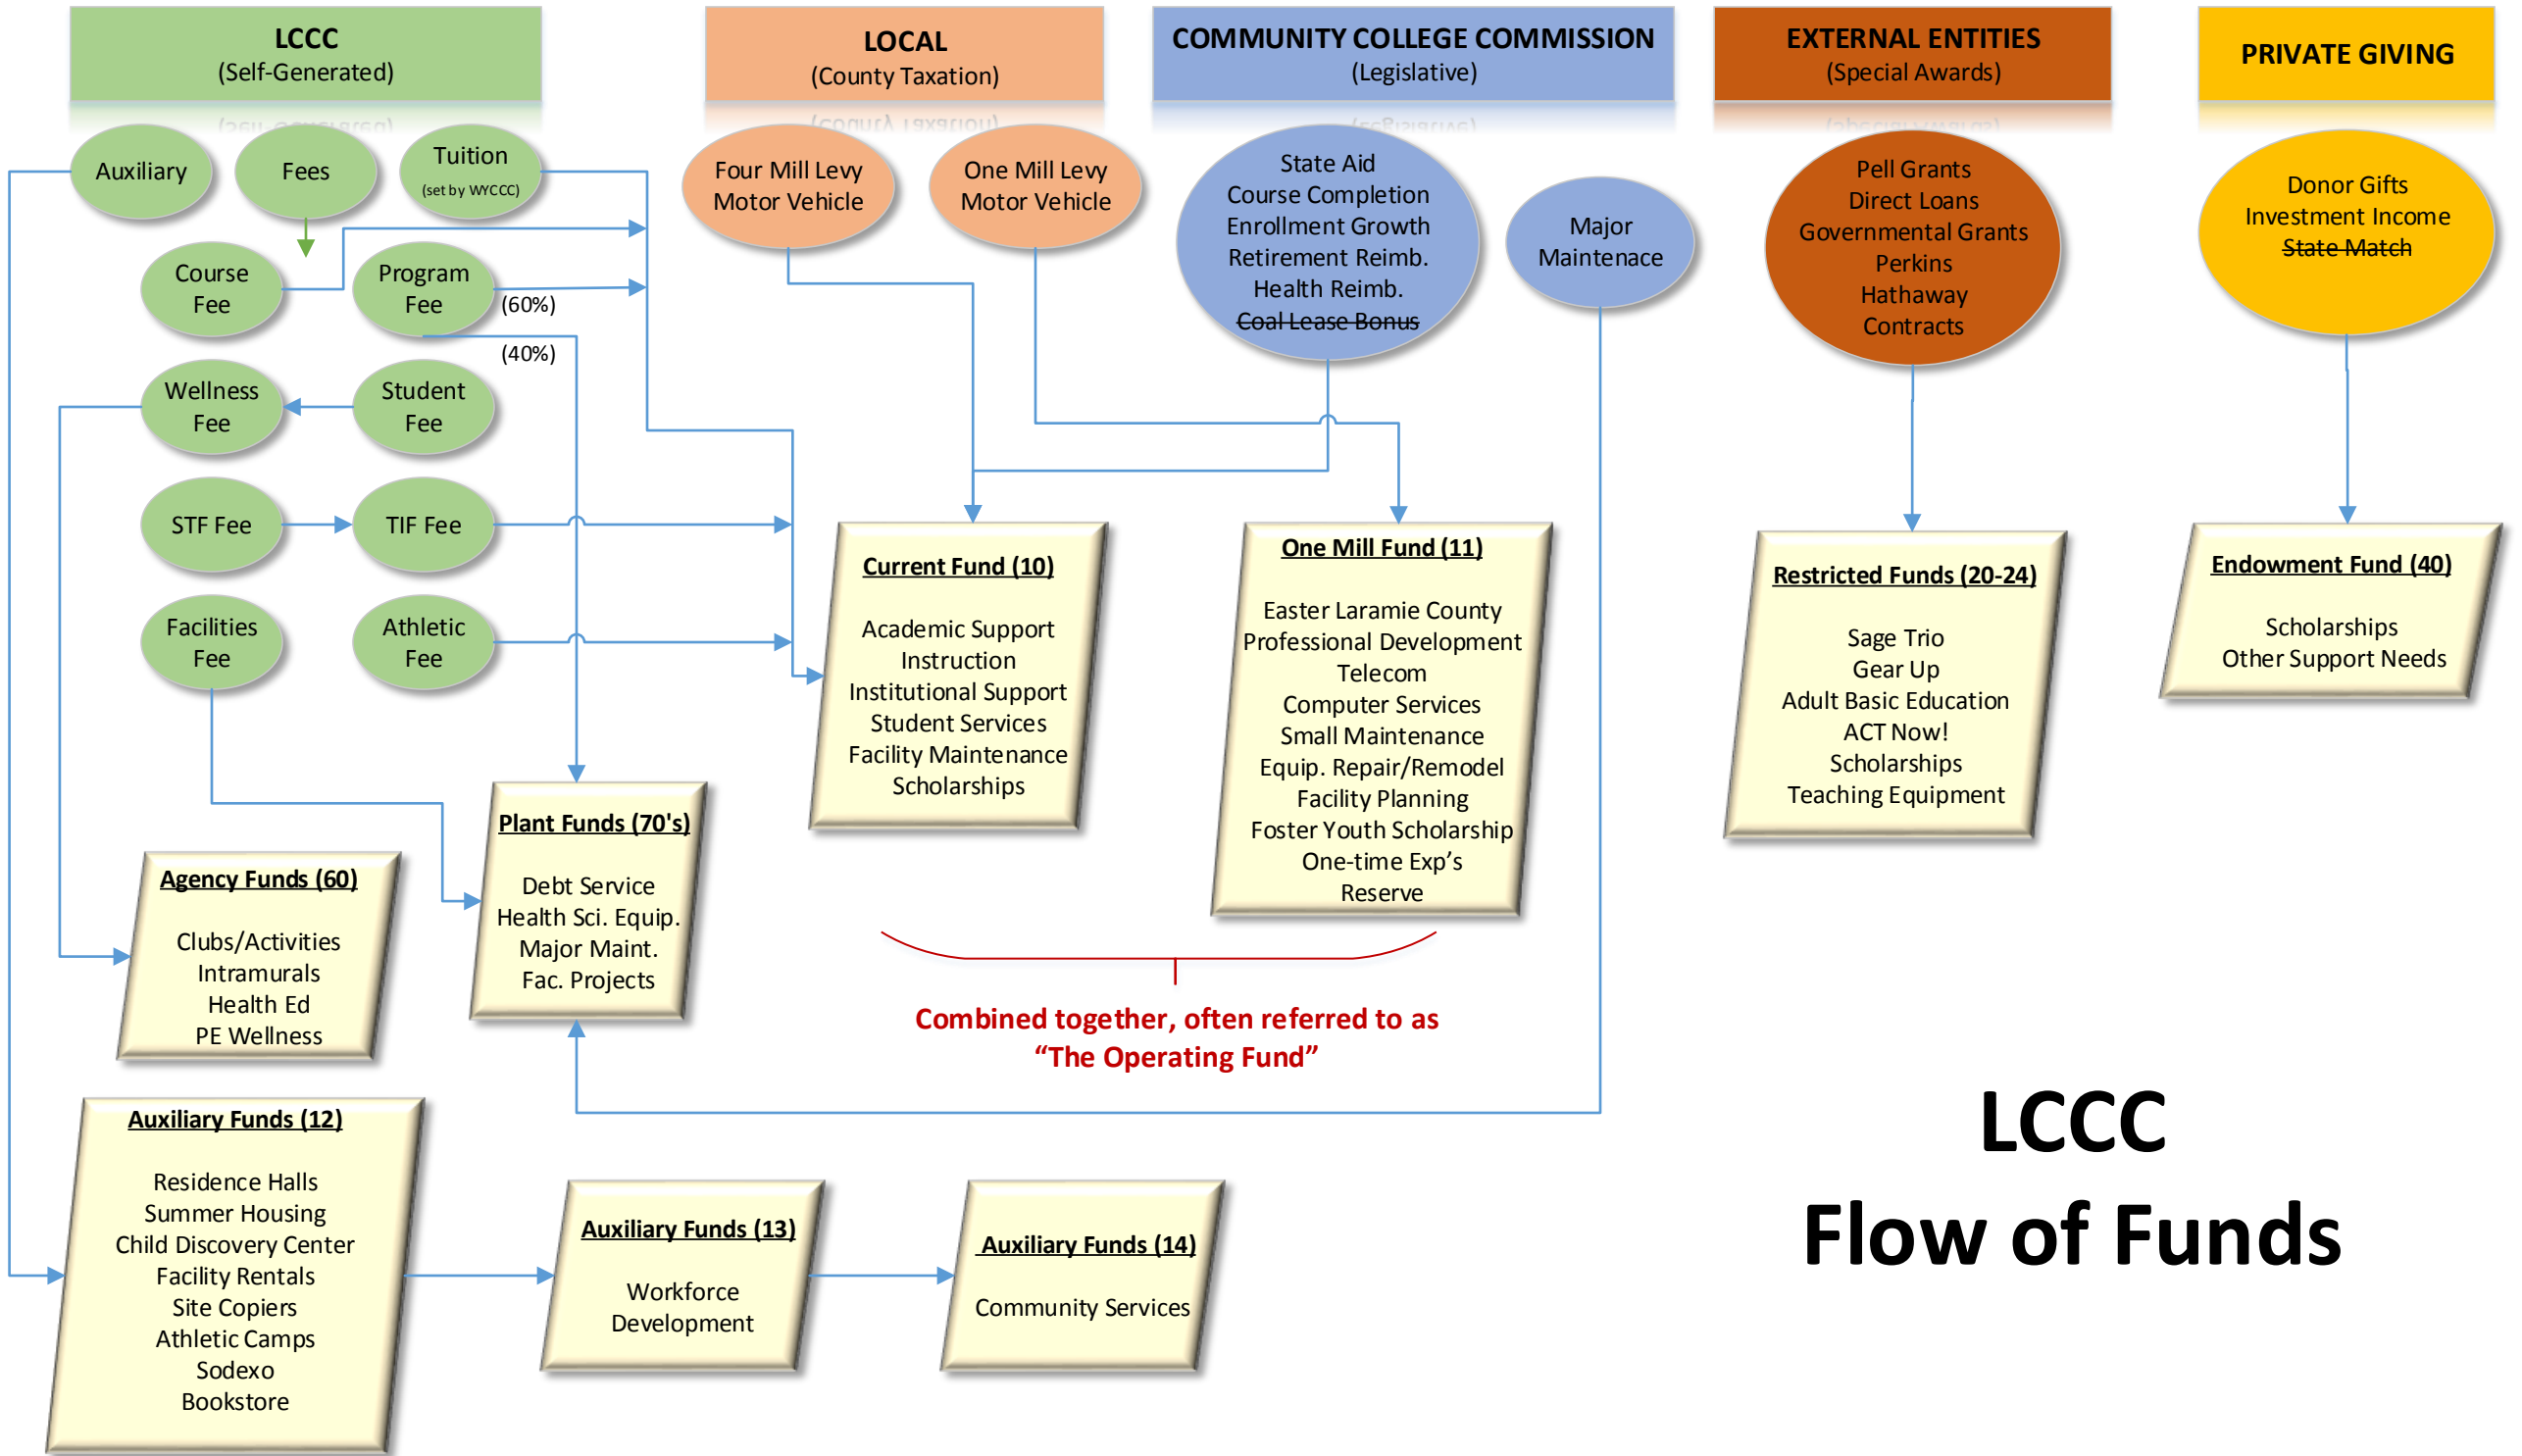 LCCC
(Self-Generated)
LOCAL
(County Taxation)
COMMUNITY COLLEGE COMMISSION
(Legislative)
EXTERNAL ENTITIES
(Special Awards)
PRIVATE GIVING
Auxiliary
Fees
Tuition
(set by WYCCC)
Four Mill Levy
Motor Vehicle
One Mill Levy
Motor Vehicle
State Aid
Course Completion
Enrollment Growth
Retirement Reimb.
Health Reimb.
Coal Lease Bonus
Major
Maintenace
Pell Grants
Direct Loans
Governmental Grants
Perkins
Hathaway
Contracts
Donor Gifts
Investment Income
State Match
Course
Fee
Program
Fee
(60%)
(40%)
Wellness
Fee
Student
Fee
STF Fee
TIF Fee
Facilities
Fee
Athletic
Fee
Current Fund (10)
Academic Support
Instruction
Institutional Support
Student Services
Facility Maintenance
Scholarships
One Mill Fund (11)
Easter Laramie County
Professional Development
Telecom
Computer Services
Small Maintenance
Equip. Repair/Remodel
Facility Planning
Foster Youth Scholarship
One-time Exp’s
Reserve
Restricted Funds (20-24)
Sage Trio
Gear Up
Adult Basic Education
ACT Now!
Scholarships
Teaching Equipment
Endowment Fund (40)
Scholarships
Other Support Needs
Plant Funds (70's)
Debt Service
Health Sci. Equip.
Major Maint.
Fac. Projects
Agency Funds (60)
Clubs/Activities
Intramurals
Health Ed
PE Wellness
Combined together, often referred to as
“The Operating Fund”
Auxiliary Funds (12)
Residence Halls
Summer Housing
Child Discovery Center
Facility Rentals
Site Copiers
Athletic Camps
Sodexo
Bookstore
Auxiliary Funds (13)
Workforce
Development
Auxiliary Funds (14)
Community Services
LCCC
Flow of Funds